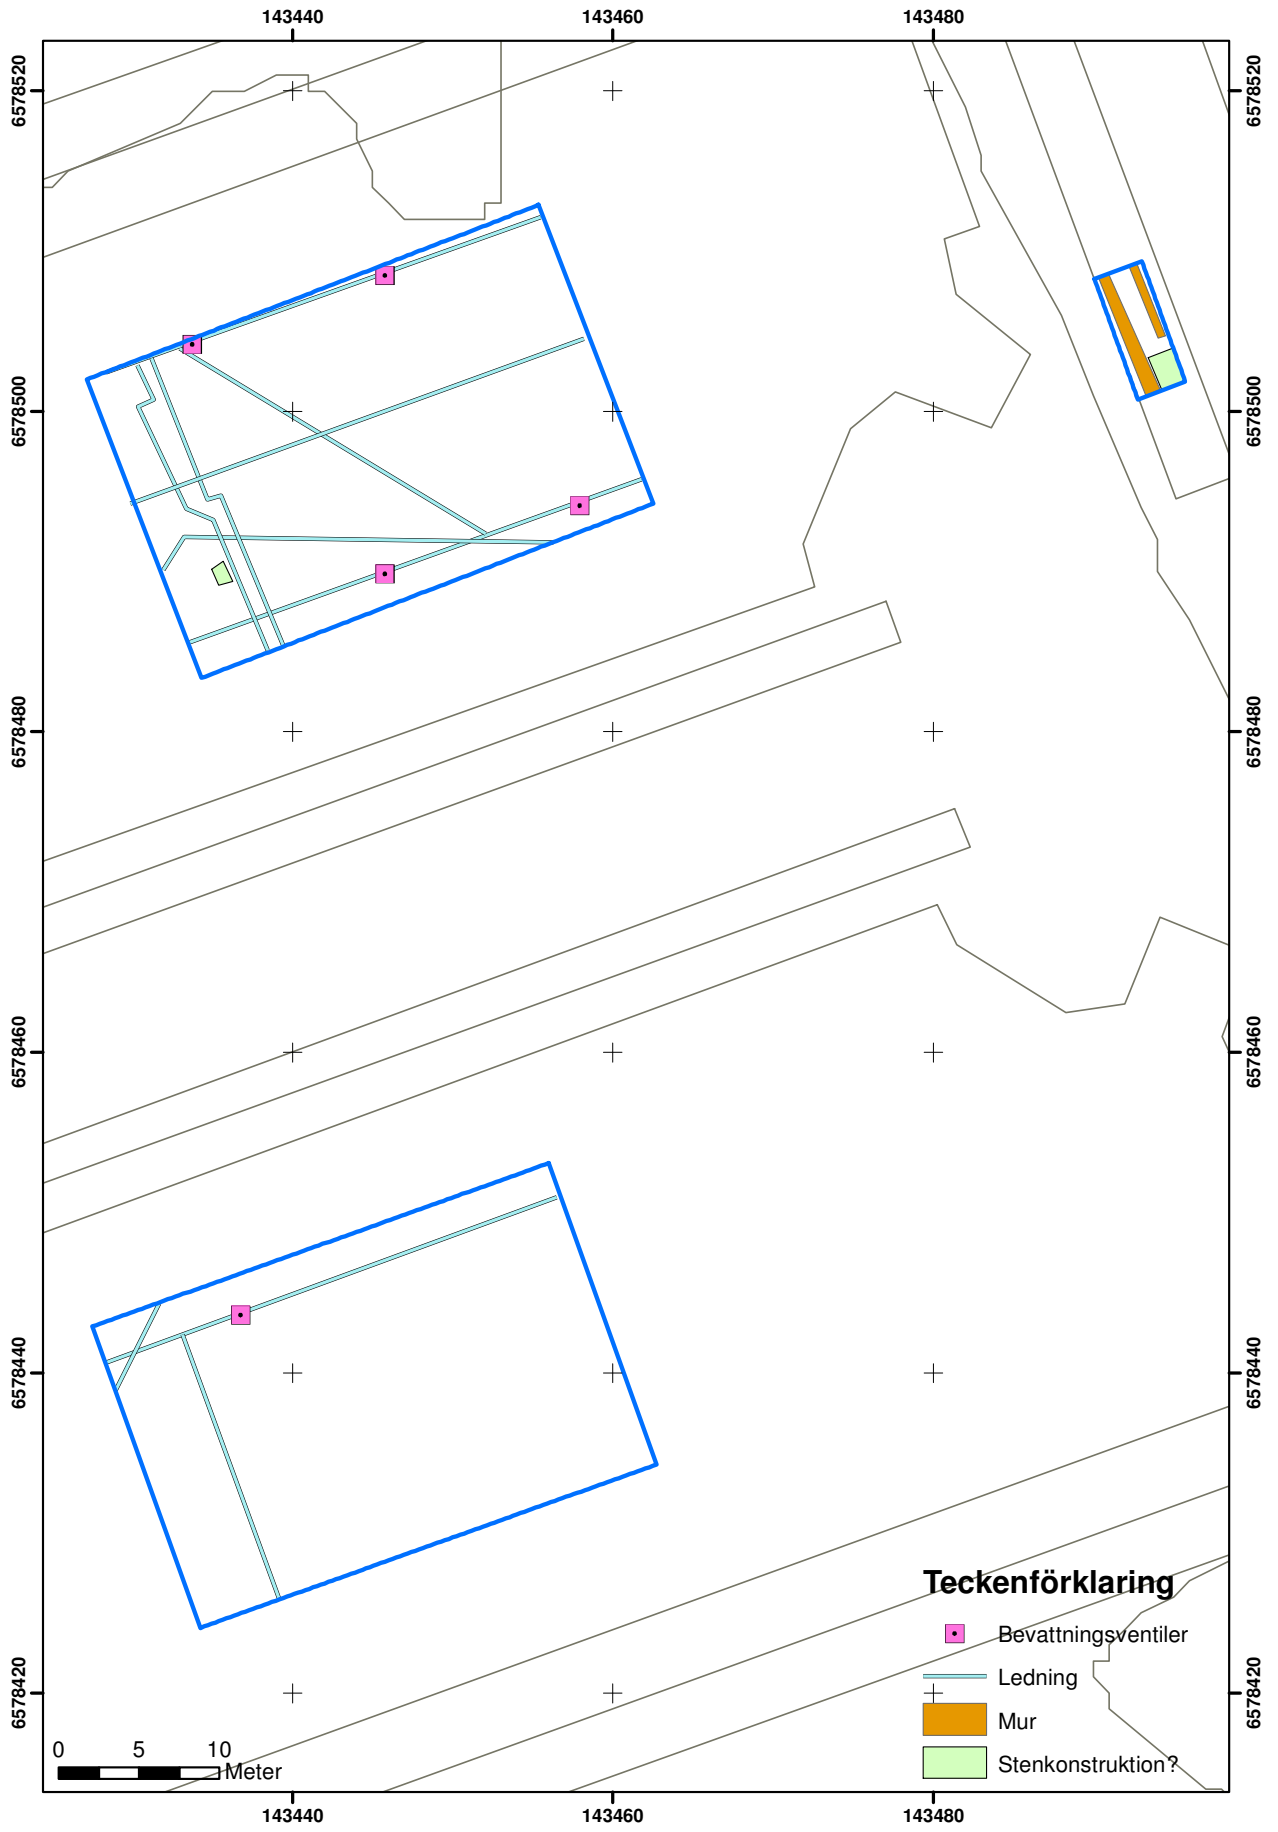 143440 143460 143480
6578520 6578520
6578500 6578500
6578480 6578480
6578460 6578460
6578440 6578440
6578420 6578420
Teckenförklaring
Bevattningsventiler
Ledning
Mur
Stenkonstruktion?
0 5 10
Meter
143440 143460 143480